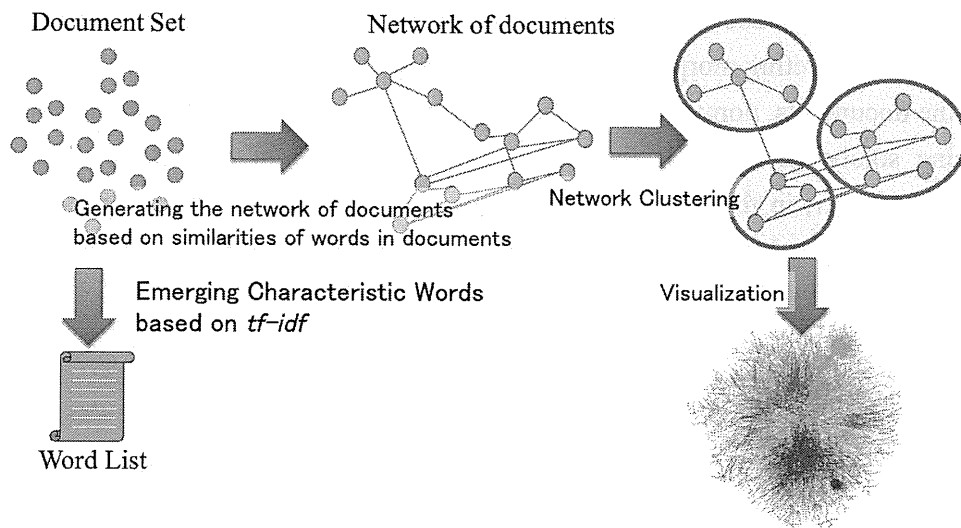 Document Set
Network of documents
Generating the network of documents
based on similarities of words in documents
Network Clustering
Emerging Characteristic Words
based on tf-idf
Visualization
Word List